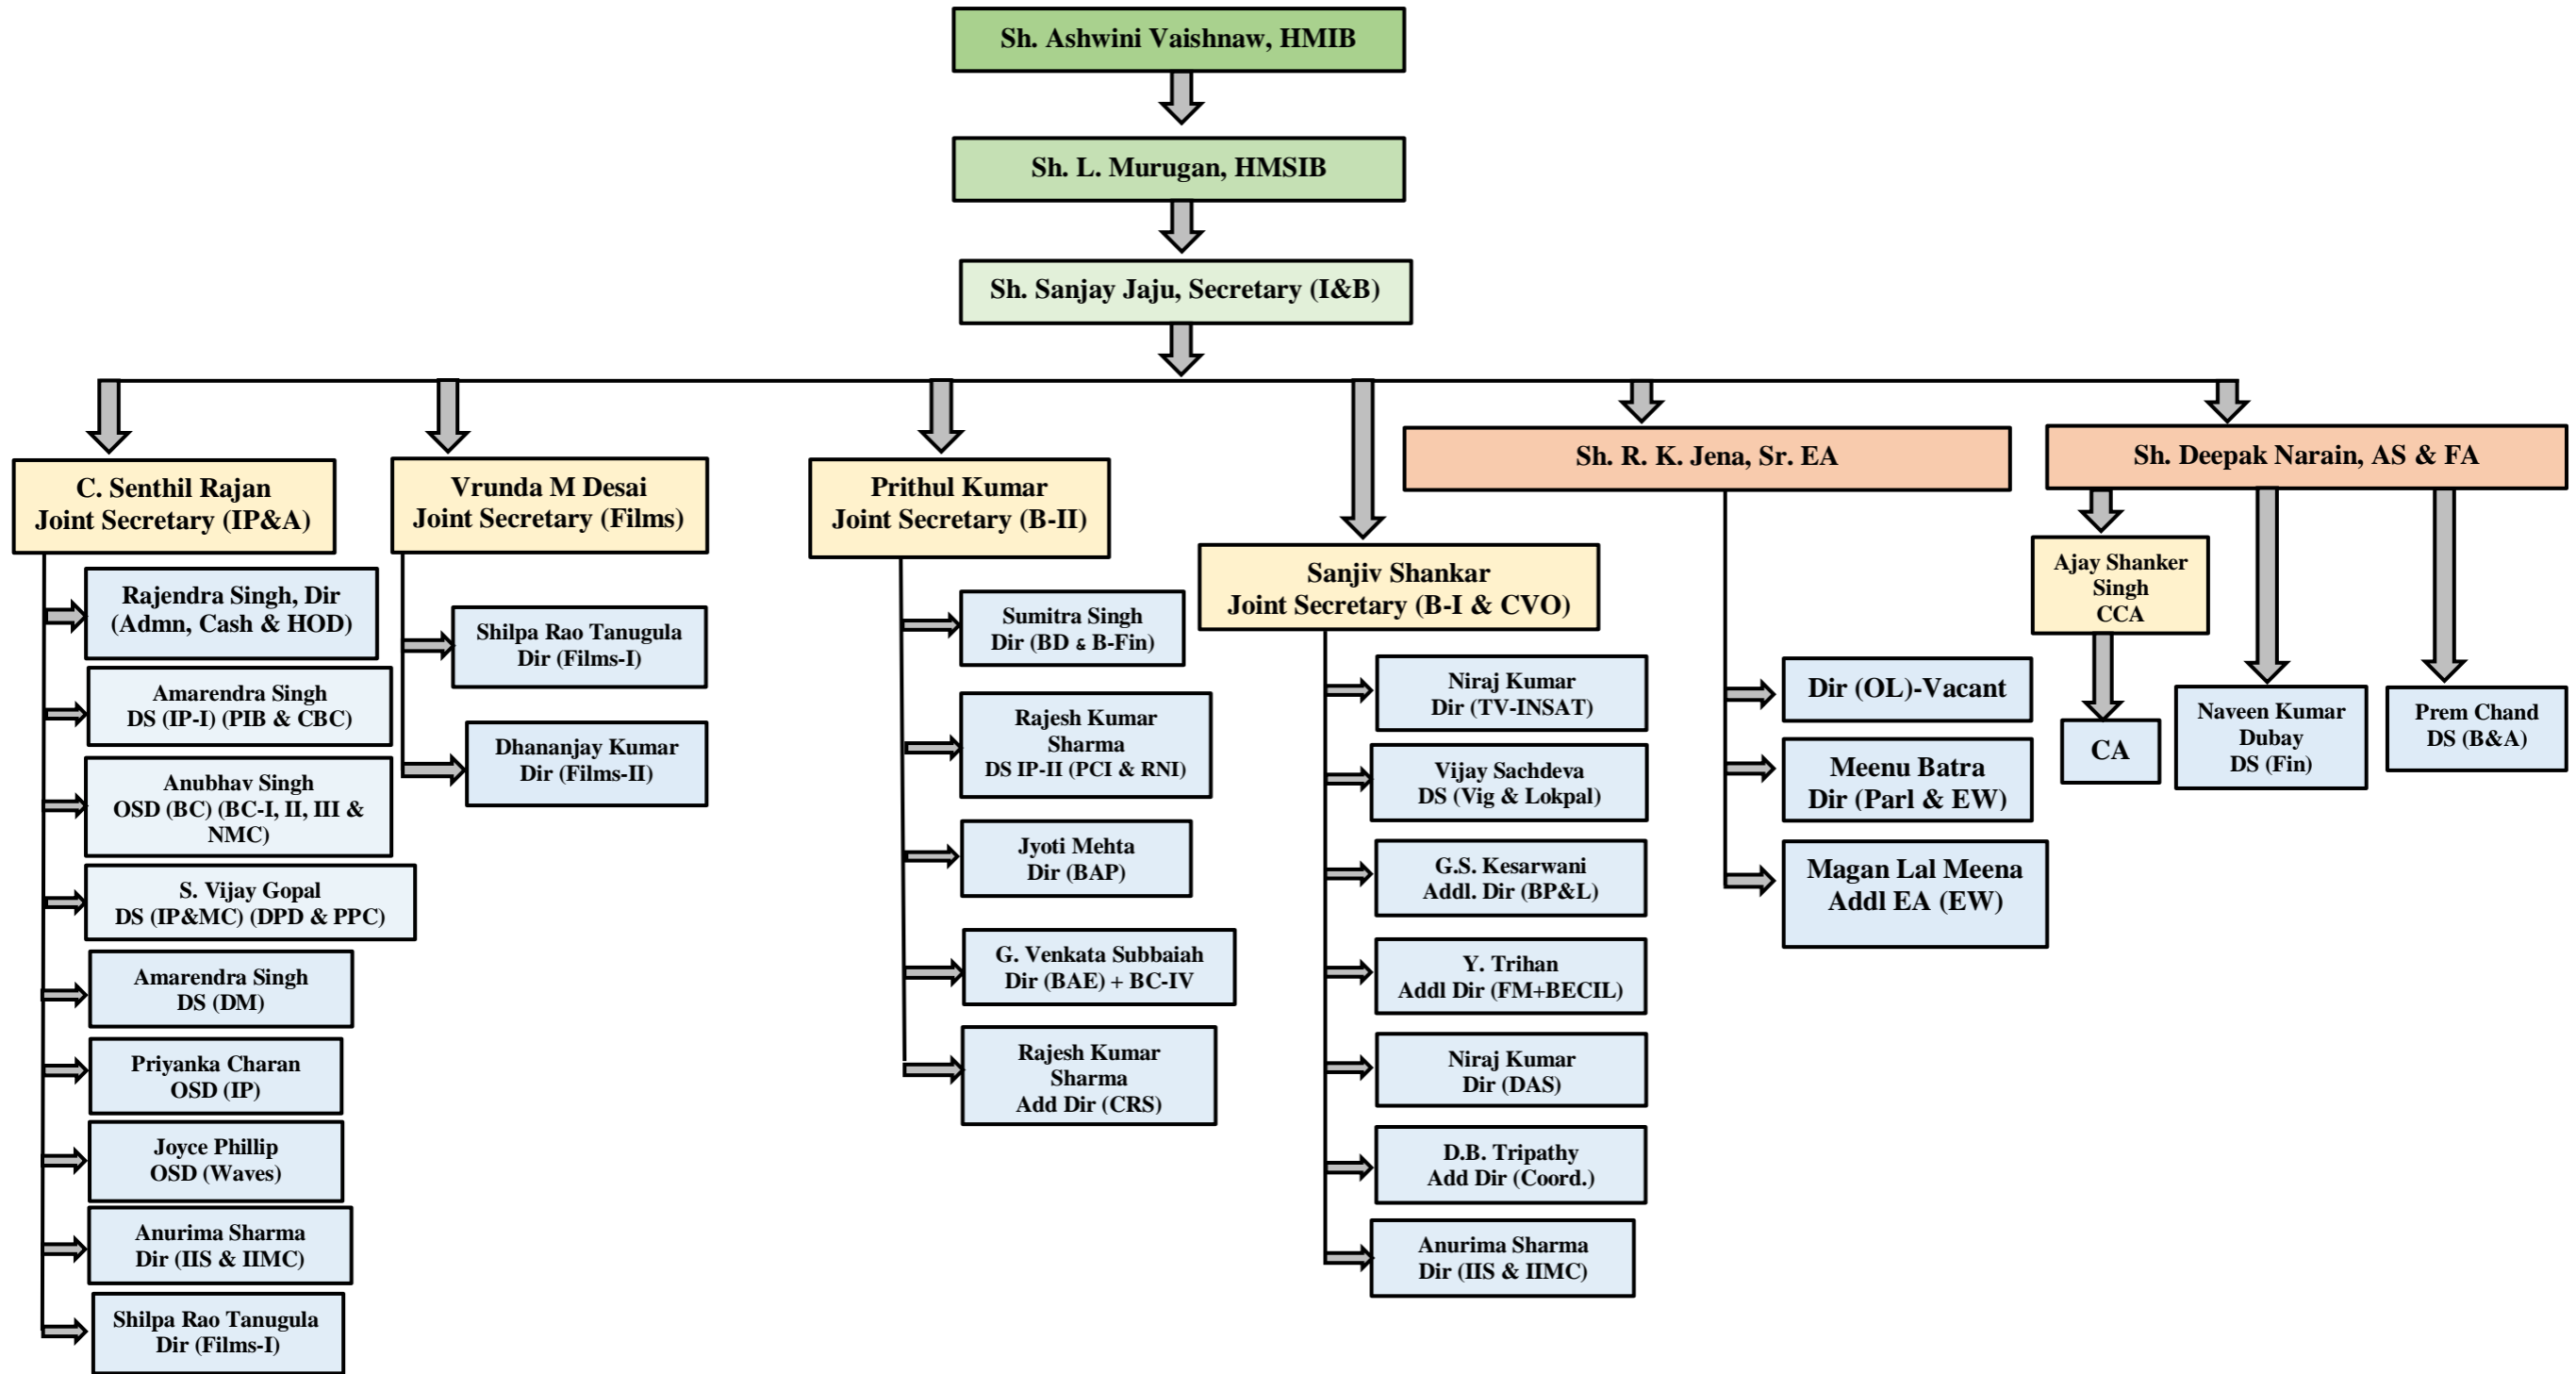 Sh. Ashwini Vaishnaw, HMIB
Sh. L. Murugan, HMSIB
Sh. Sanjay Jaju, Secretary (I&B)
C. Senthil Rajan
Joint Secretary (IP&A)
Rajendra Singh, Dir
(Admn, Cash & HOD)
Amarendra Singh
DS (IP-I) (PIB & CBC)
Anubhav Singh
OSD (BC) (BC-I, II, III &
NMC)
S. Vijay Gopal
DS (IP&MC) (DPD & PPC)
Amarendra Singh
DS (DM)
Priyanka Charan
OSD (IP)
Joyce Phillip
OSD (Waves)
Anurima Sharma
Dir (IIS & IIMC)
Shilpa Rao Tanugula
Dir (Films-I)
Vrunda M Desai
Joint Secretary (Films)
Shilpa Rao Tanugula
Dir (Films-I)
Dhananjay Kumar
Dir (Films-II)
Prithul Kumar
Joint Secretary (B-II)
Sumitra Singh
Dir (BD & B-Fin)
Rajesh Kumar
Sharma
DS IP-II (PCI & RNI)
Jyoti Mehta
Dir (BAP)
G. Venkata Subbaiah
Dir (BAE) + BC-IV
Rajesh Kumar
Sharma
Add Dir (CRS)
Sanjiv Shankar
Joint Secretary (B-I & CVO)
Niraj Kumar
Dir (TV-INSAT)
Vijay Sachdeva
DS (Vig & Lokpal)
G.S. Kesarwani
Addl. Dir (BP&L)
Y. Trihan
Addl Dir (FM+BECIL)
Niraj Kumar
Dir (DAS)
D.B. Tripathy
Add Dir (Coord.)
Anurima Sharma
Dir (IIS & IIMC)
Sh. R. K. Jena, Sr. EA
Dir (OL)-Vacant
Meenu Batra
Dir (Parl & EW)
Magan Lal Meena
Addl EA (EW)
Sh. Deepak Narain, AS & FA
Ajay Shanker
Singh
CCA
CA
Naveen Kumar
Dubay
DS (Fin)
Prem Chand
DS (B&A)